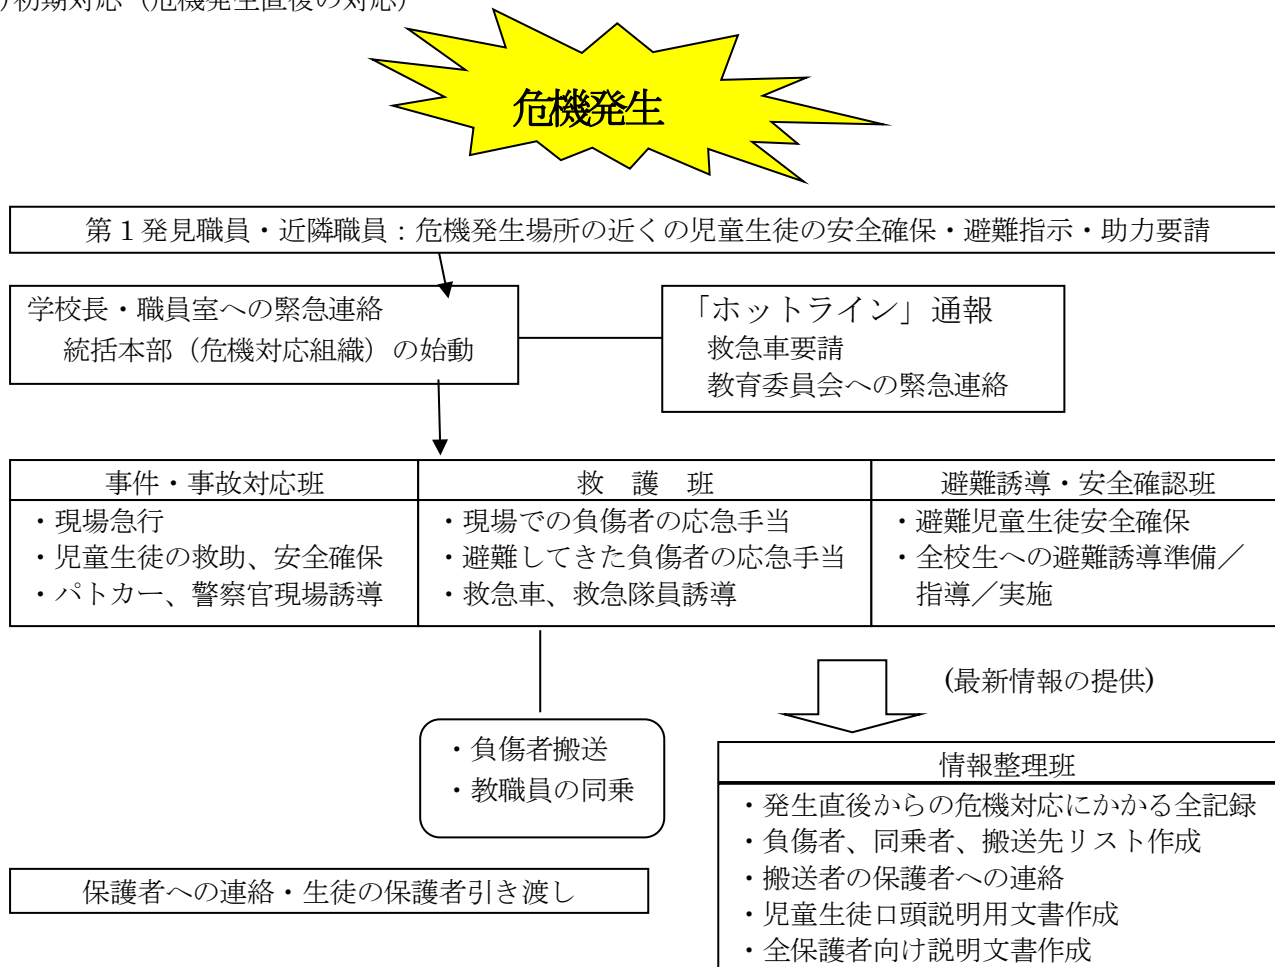 )初期対応（危機発生直後の対応）
危機発生
第１発見職員・近隣職員：危機発生場所の近くの児童生徒の安全確保・避難指示・助力要請
学校長・職員室への緊急連絡
統括本部（危機対応組織）の始動
「ホットライン」通報
救急車要請
教育委員会への緊急連絡
事件・事故対応班
・現場急行
・児童生徒の救助、安全確保
・パトカー、警察官現場誘導
救　護　班
・現場での負傷者の応急手当
・避難してきた負傷者の応急手当
・救急車、救急隊員誘導
避難誘導・安全確認班
・避難児童生徒安全確保
・全校生への避難誘導準備／
指導／実施
(最新情報の提供)
・負傷者搬送
・教職員の同乗
情報整理班
・発生直後からの危機対応にかかる全記録
・負傷者、同乗者、搬送先リスト作成
・搬送者の保護者への連絡
・児童生徒口頭説明用文書作成
・全保護者向け説明文書作成
保護者への連絡・生徒の保護者引き渡し